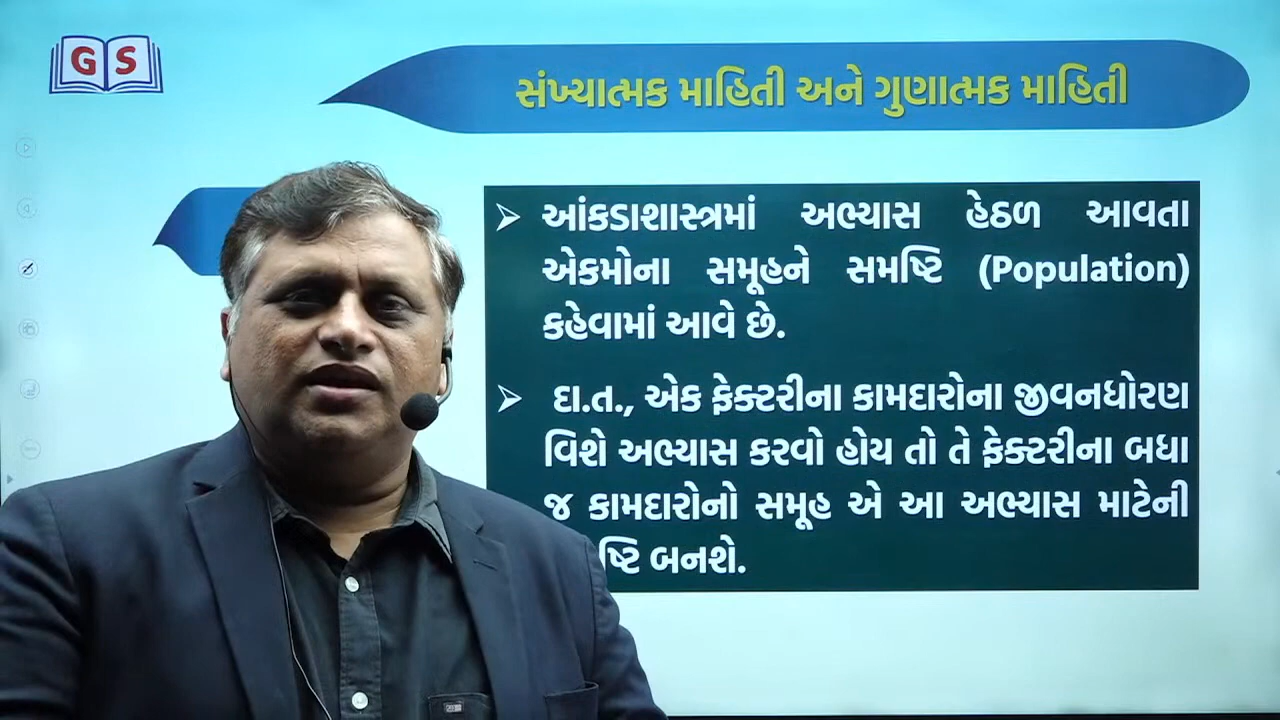 G S
સંખ્યાત્મક માહિતી અને ગુણાત્મક માહિતી
આંકડાશાસ્ત્રમાં અભ્યાસ હેઠળ આવતા
એકમોના સમૂહને સમષ્ટિ (Population)
કહેવામાં આવે છે.
દા.ત., એક ફેક્ટરીના કામદારોના જીવનધોરણ
વિશે અભ્યાસ કરવો હોય તો તે ફેક્ટરીના બધા
જ કામદારોનો સમૂહ એ આ અભ્યાસ માટેની
ષ્ટિ બનશે.